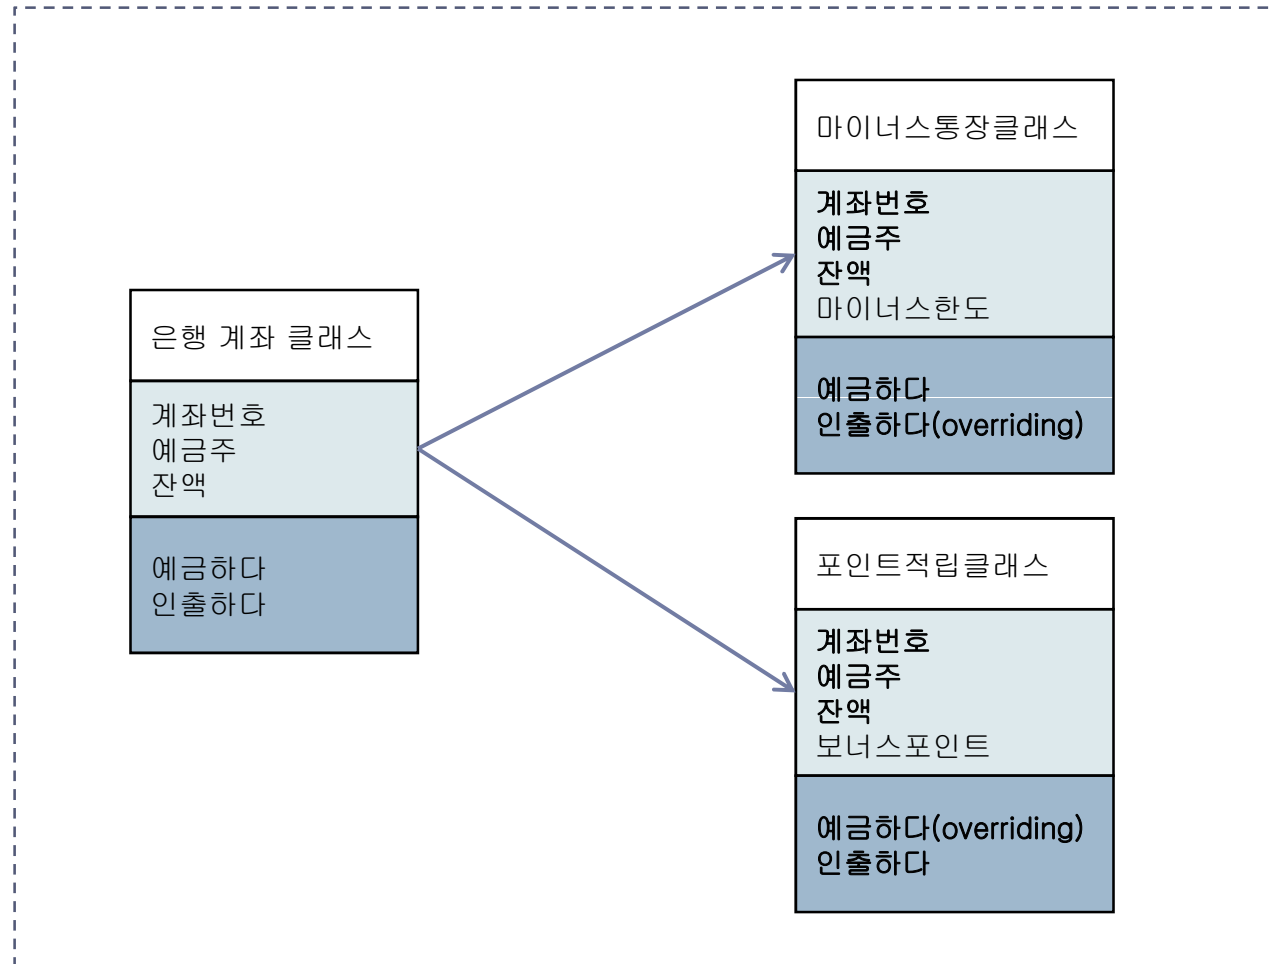 은행 계좌 클래스
계좌번호
예금주
잔액
예금하다
인출하다
마이너스통장클래스
계좌번호
예금주
잔액
마이너스한도
예금하다
인출하다(overriding)
포인트적립클래스
계좌번호
예금주
잔액
보너스포인트
예금하다(overriding)
인출하다